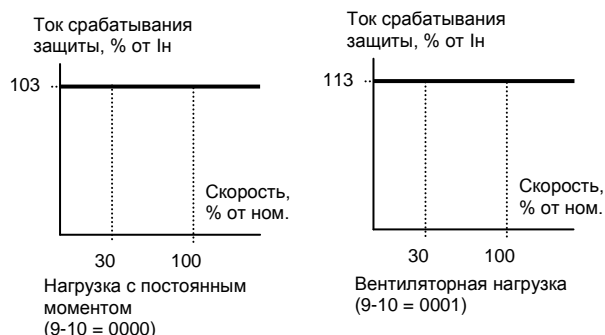 Ток срабатывания
защиты, % от Iн
103
Скорость,
% от ном.
30
100
Нагрузка с постоянным
моментом
(9-10 = 0000)
Ток срабатывания
защиты, % от Iн
113
Скорость,
% от ном.
30
100
Вентиляторная нагрузка
(9-10 = 0001)